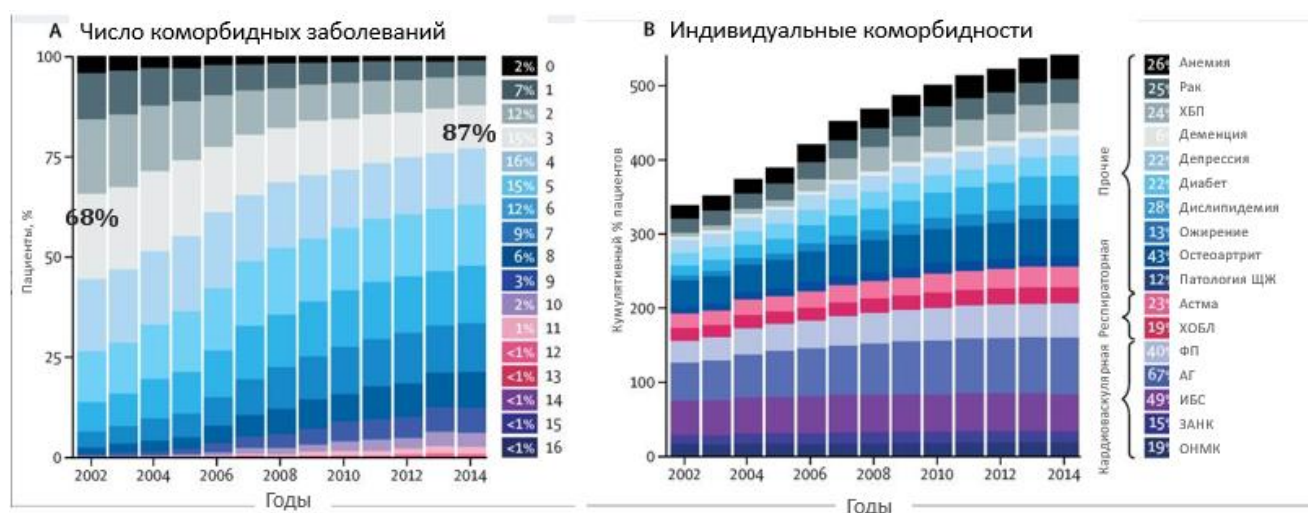 A Число коморбидных заболеваний
100
75
50
25
0
Пациенты, %
68%
87%
2002 2004 2006 2008 2010 2012 2014
Годы
2% 0
7% 1
12% 2
15% 3
16% 4
15% 5
12% 6
9% 7
6% 8
3% 9
2% 10
1% 11
<1% 12
<1% 13
<1% 14
<1% 15
<1% 16
B Индивидуальные коморбидности
500
400
300
200
100
0
Кумулятивный % пациентов
2002 2004 2006 2008 2010 2012 2014
Годы
Прочие
Респираторная
Кардиоваскулярная
26% Анемия
25% Рак
24% ХБП
6% Деменция
22% Депрессия
22% Диабет
28% Дислипидемия
13% Ожирение
43% Остеоартрит
12% Патология ЩЖ
23% Астма
19% ХОБЛ
40% ФП
67% АГ
49% ИБС
15% ЗАНК
19% ОНМК